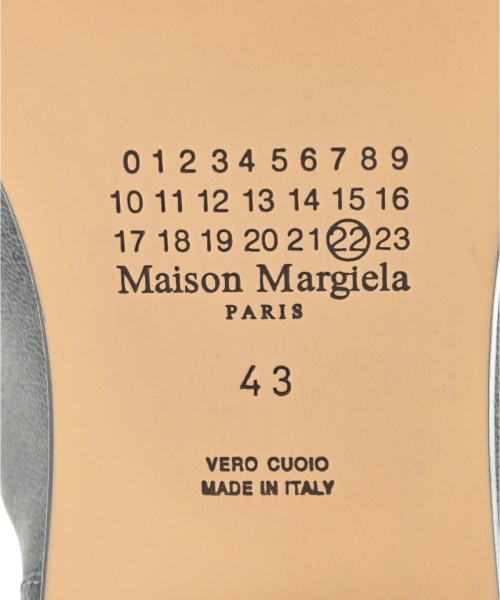 0 1 2 3 4 5 6 7 8 9
10 11 12 13 14 15 16
17 18 19 20 21 22 23
Maison Margiela
PARIS
43
VERO CUOIO
MADE IN ITALY